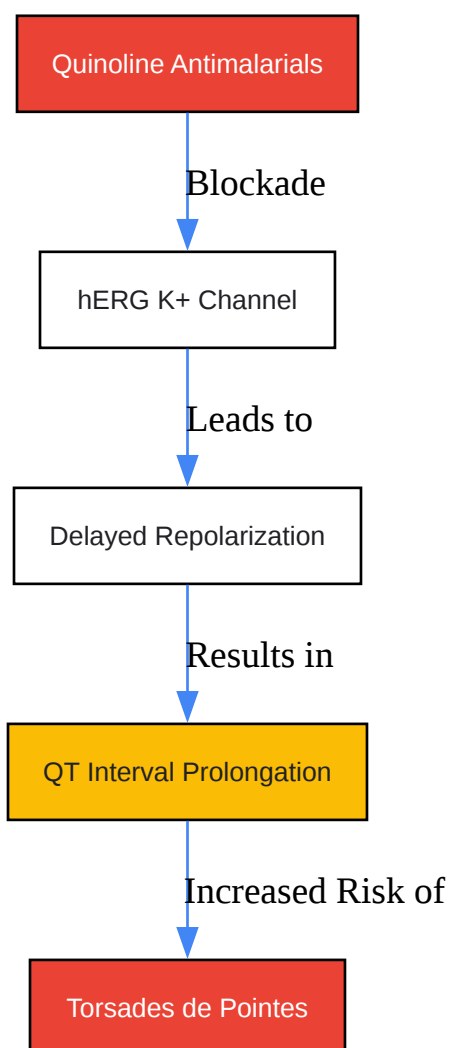 Quinoline Antimalarials
Blockade
hERG K+ Channel
Leads to
Delayed Repolarization
Results in
QT Interval Prolongation
Increased Risk of
Torsades de Pointes